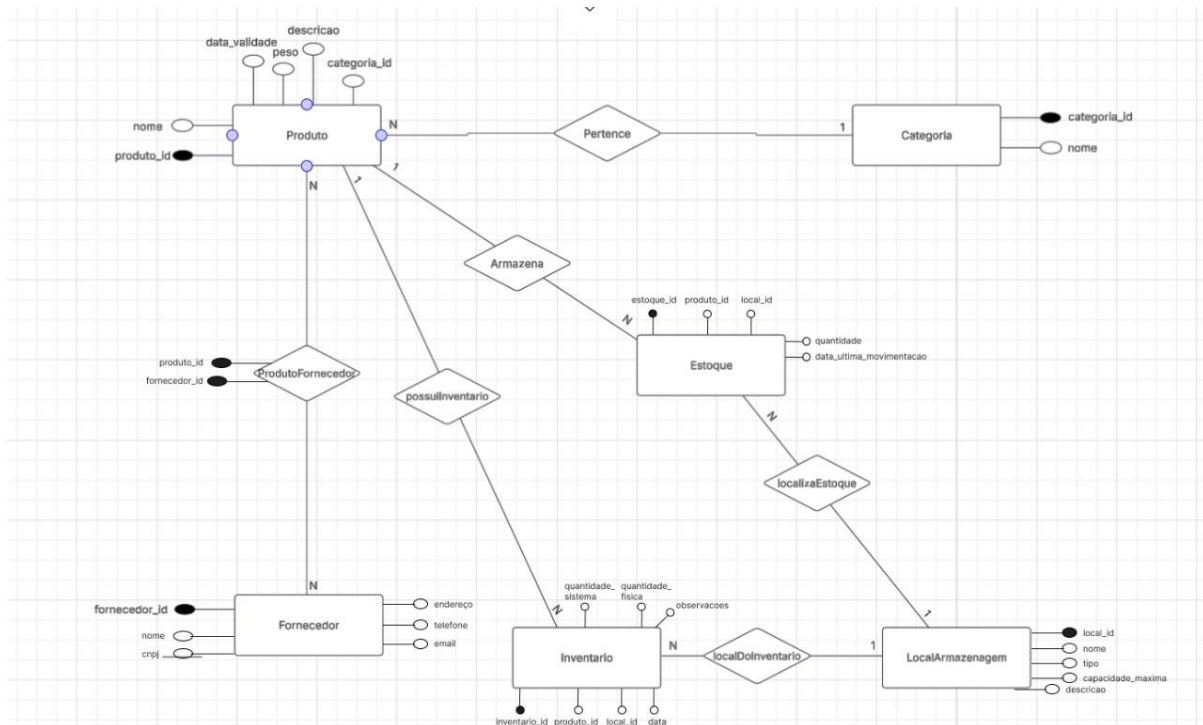 descricao
data_validade
peso
categoria_id
nome
produto_id
Produto
N
Pertence
1
Categoria
categoria_id
nome
N
1
1
Armazena
N
estoque_id
produto_id
local_id
quantidade
data_ultima_movimentacao
Estoque
produto_id
fornecedor_id
ProdutoFornecedor
possuiInventario
N
localizaEstoque
N
fornecedor_id
nome
cnpj
Fornecedor
endereço
telefone
email
quantidade_
sistema
quantidade_
fisica
observacoes
N
Inventario
N
localDoInventario
1
1
LocalArmazenagem
local_id
nome
tipo
capacidade_maxima
descricao
inventario_id
produto_id
local_id
data